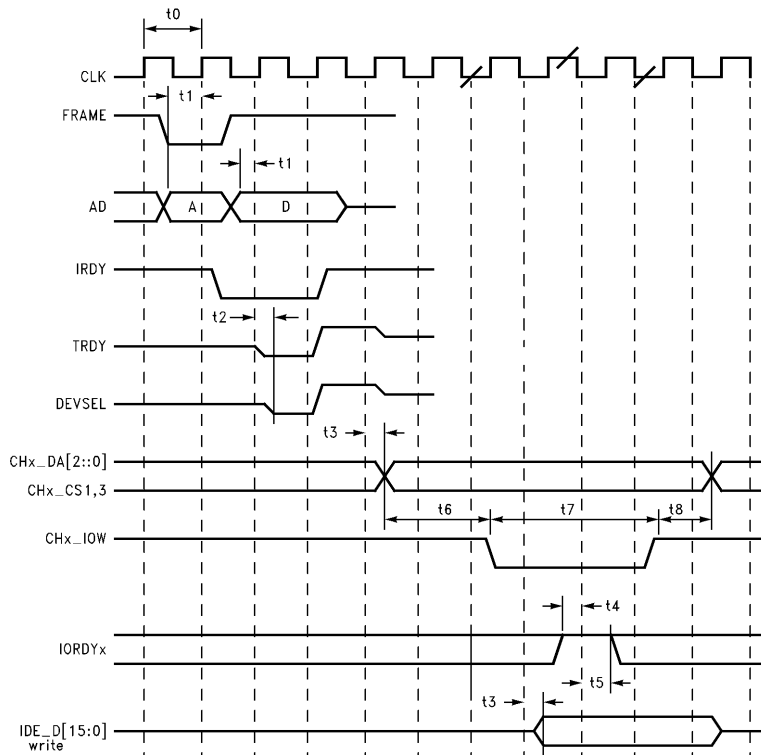 t0
CLK
t1
FRAME
t1
AD
A
D
IRDY
t2
TRDY
DEVSEL
t3
CHx_DA[2::0]
CHx_CS1,3
t6
t7
t8
CHx_IOW
t4
IORDYx
t5
t3
IDE_D[15:0]
write